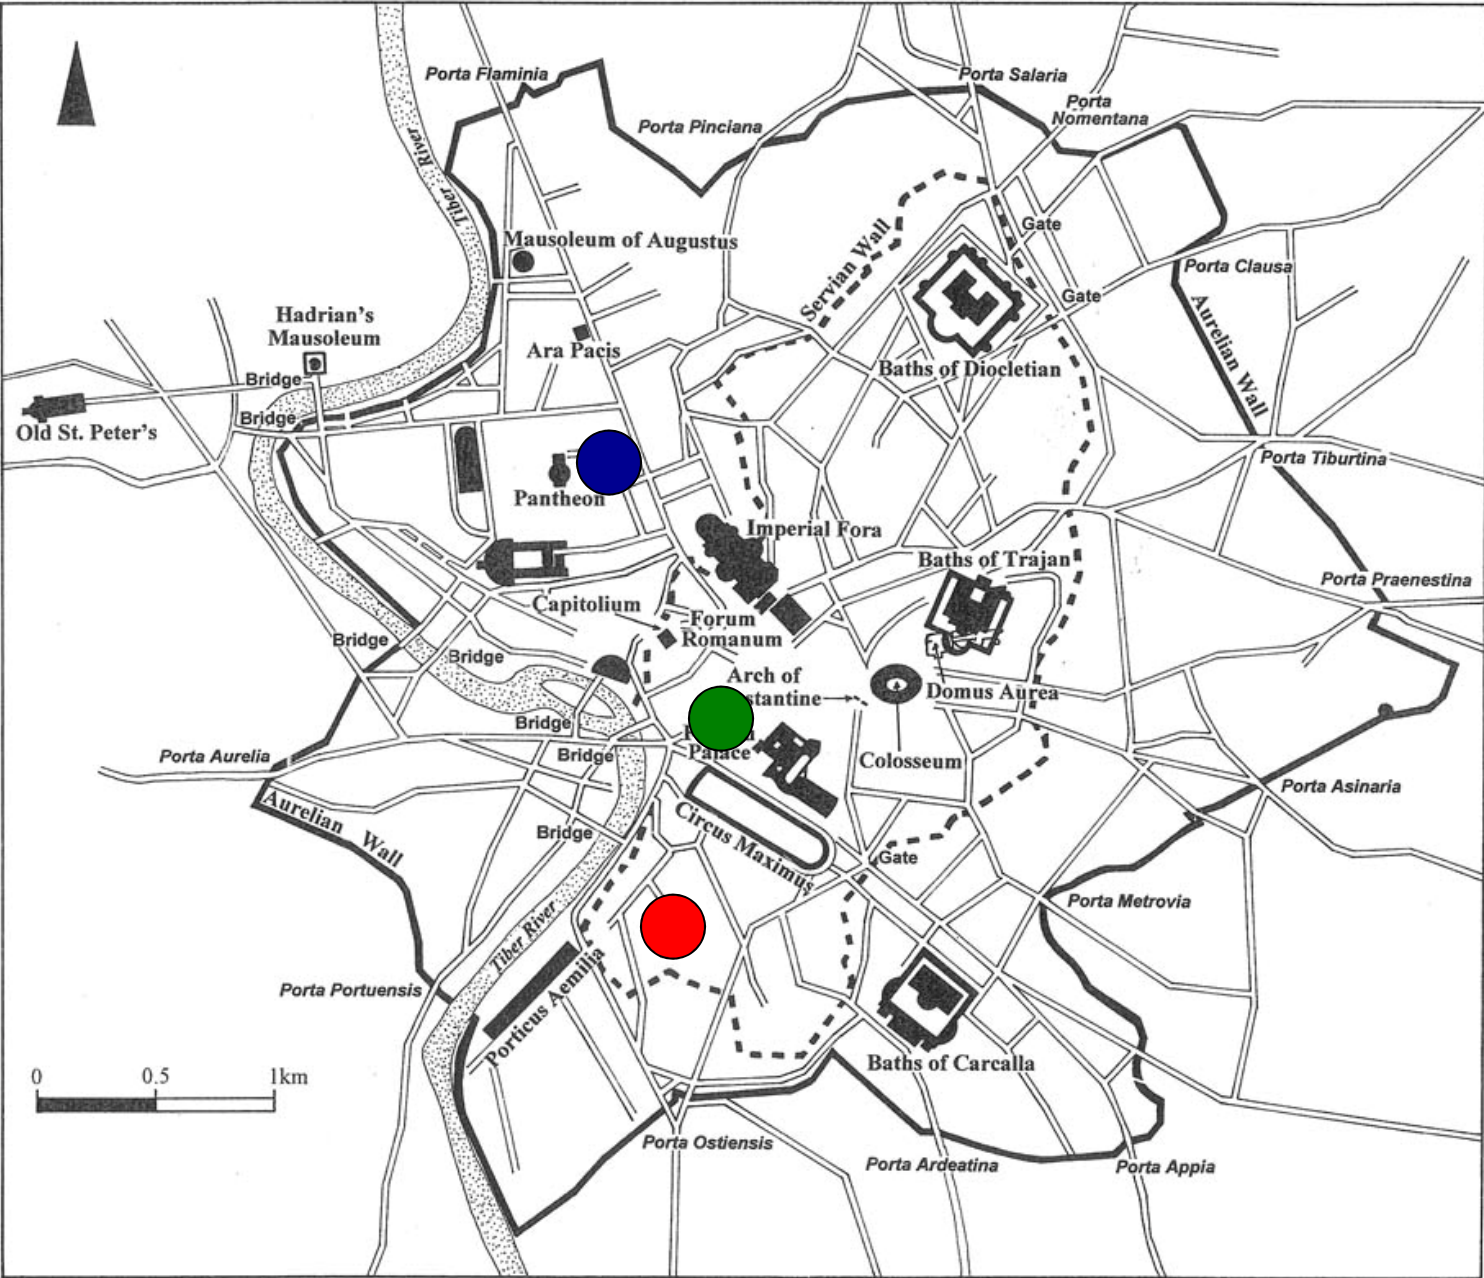 Porta Flaminia
Porta Salaria
Porta
Nomentana
Porta Pinciana
Tiber River
Gate
Mausoleum of Augustus
Servian Wall
Porta Clausa
Gate
Hadrian's
Mausoleum
Aurelian Wall
Ara Pacis
Bridge
Baths of Diocletian
Bridge
Old St. Peter's
Porta Tiburtina
Pantheon
Imperial Fora
Baths of Trajan
Porta Praenestina
Capitolium
Forum
Romanum
Bridge
Bridge
Arch of
stantine
Domus Aurea
Bridge
Palace
Bridge
Porta Aurelia
Colosseum
Porta Asinaria
Aurelian Wall
Circus Maximus
Bridge
Gate
Porta Metrovia
Tiber River
Porticus Aemilia
Porta Portuensis
Baths of Carcalla
0 0.5 1km
Porta Ostiensis
Porta Ardeatina
Porta Appia